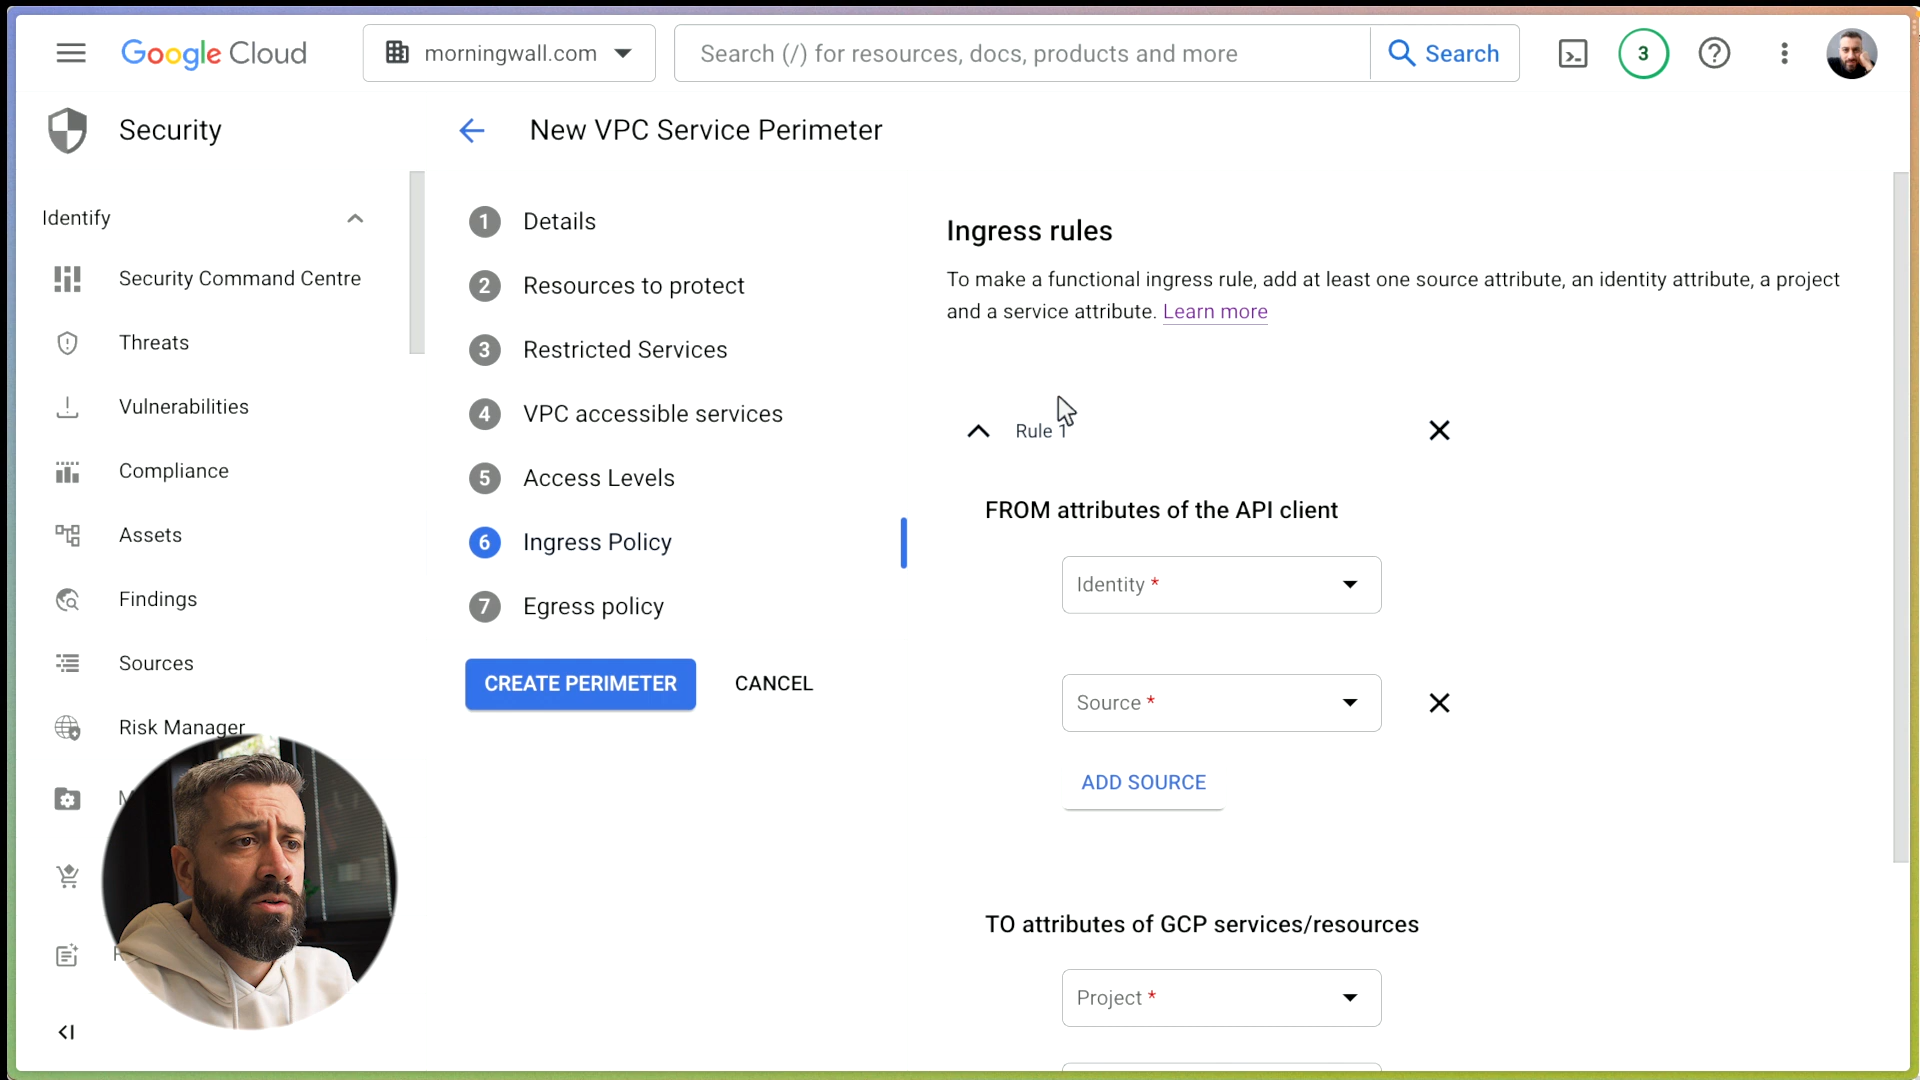 Google Cloud
morningwall.com
Search (/) for resources, docs, products and more
Search
3
Security
New VPC Service Perimeter
Identify
Security Command Centre
Threats
Vulnerabilities
Compliance
Assets
Findings
Sources
Risk Manager
1 Details
2 Resources to protect
3 Restricted Services
4 VPC accessible services
5 Access Levels
6 Ingress Policy
7 Egress policy
CREATE PERIMETER
CANCEL
Ingress rules
To make a functional ingress rule, add at least one source attribute, an identity attribute, a project
and a service attribute. Learn more
Rule 1
FROM attributes of the API client
Identity *
Source *
ADD SOURCE
TO attributes of GCP services/resources
Project *